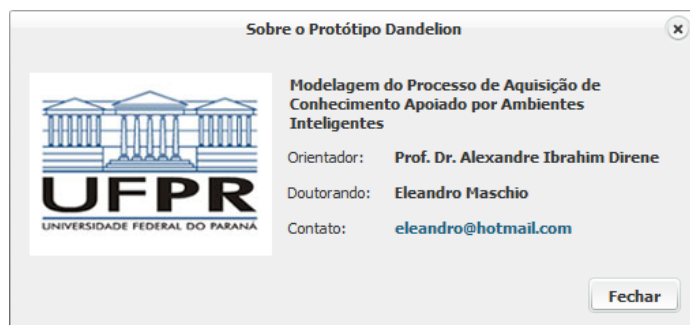 Sobre o Protótipo Dandelion
UFPR
UNIVERSIDADE FEDERAL DO PARANÁ
Modelagem do Processo de Aquisição de
Conhecimento Apoiado por Ambientes
Inteligentes
Orientador: Prof. Dr. Alexandre Ibrahim Direne
Doutorando: Eleandro Maschio
Contato: eleandro@hotmail.com
Fechar